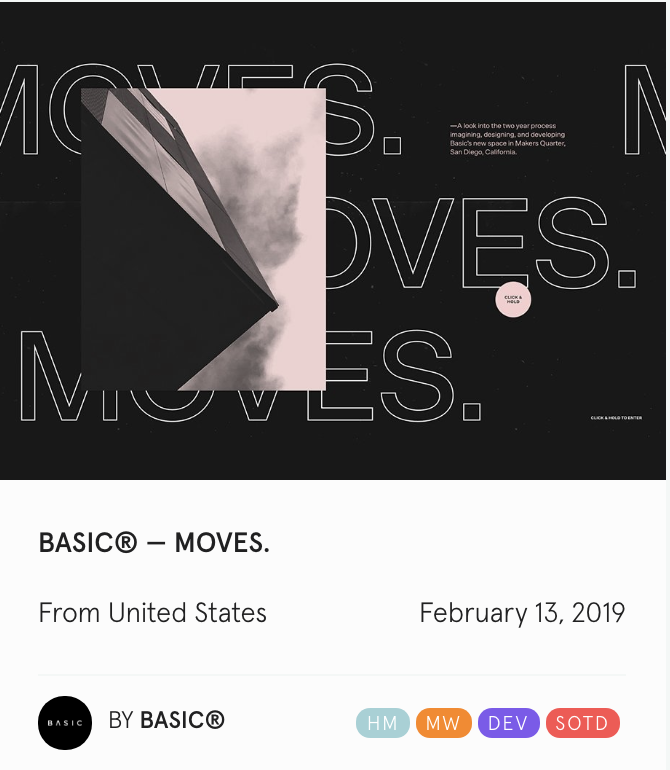 MOVES.
M
—A look into the two year process
imagining, designing, and developing
Basic's new space in Makers Quarter,
San Diego, California.
OVES.
CLICK &
HOLD
MOVES.
CLICK & HOLD TO ENTER
BASIC® — MOVES.
From United States
February 13, 2019
BASIC
BY BASIC®
HM
MW
DEV
SOTD